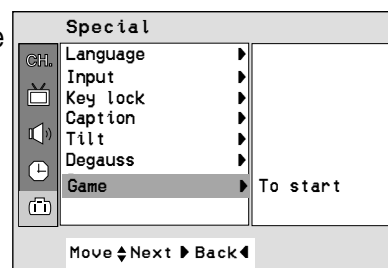 e
Special
CH.
Language
Input
Key lock
Caption
Tilt
Degauss
Game
To start
Move Next Back